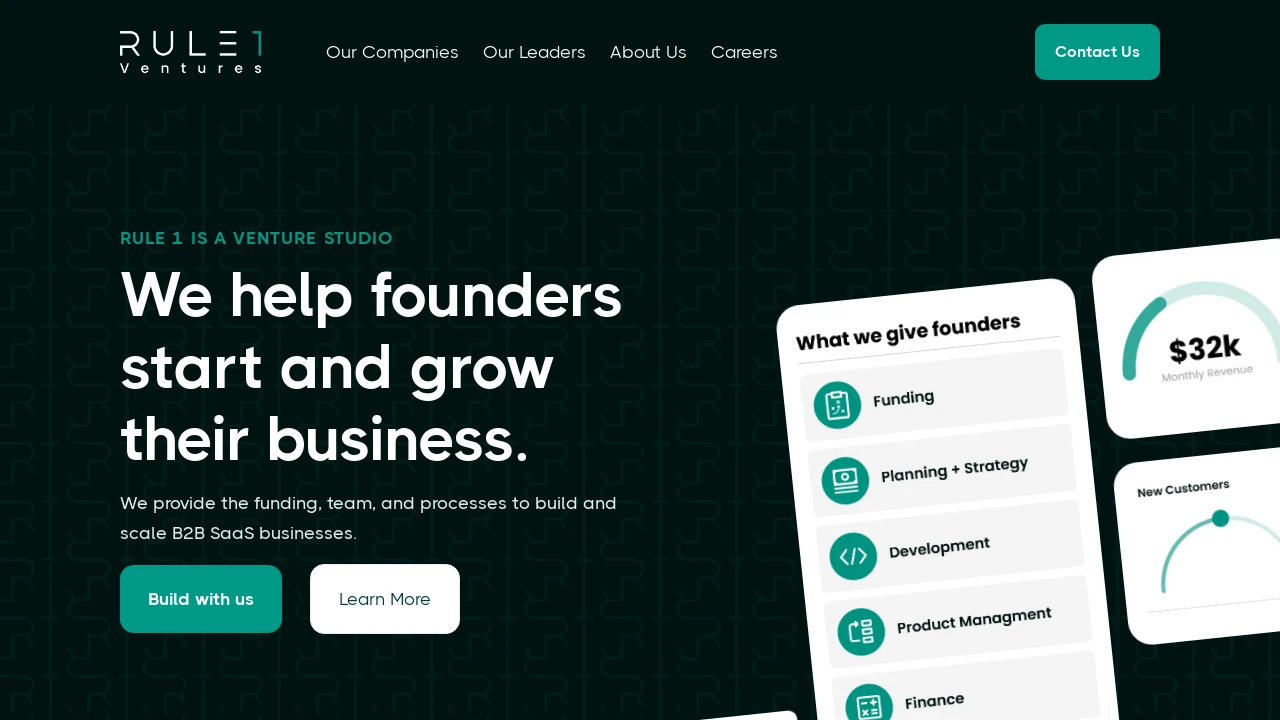 RULE 1
Ventures
Our Companies
Our Leaders
About Us
Careers
Contact Us
RULE 1 IS A VENTURE STUDIO
We help founders
start and grow
their business.
We provide the funding, team, and processes to build and
scale B2B SaaS businesses.
Build with us
Learn More
What we give founders
Funding
Planning + Strategy
Development
Product Managment
Finance
$32k
Monthly Revenue
New Customers